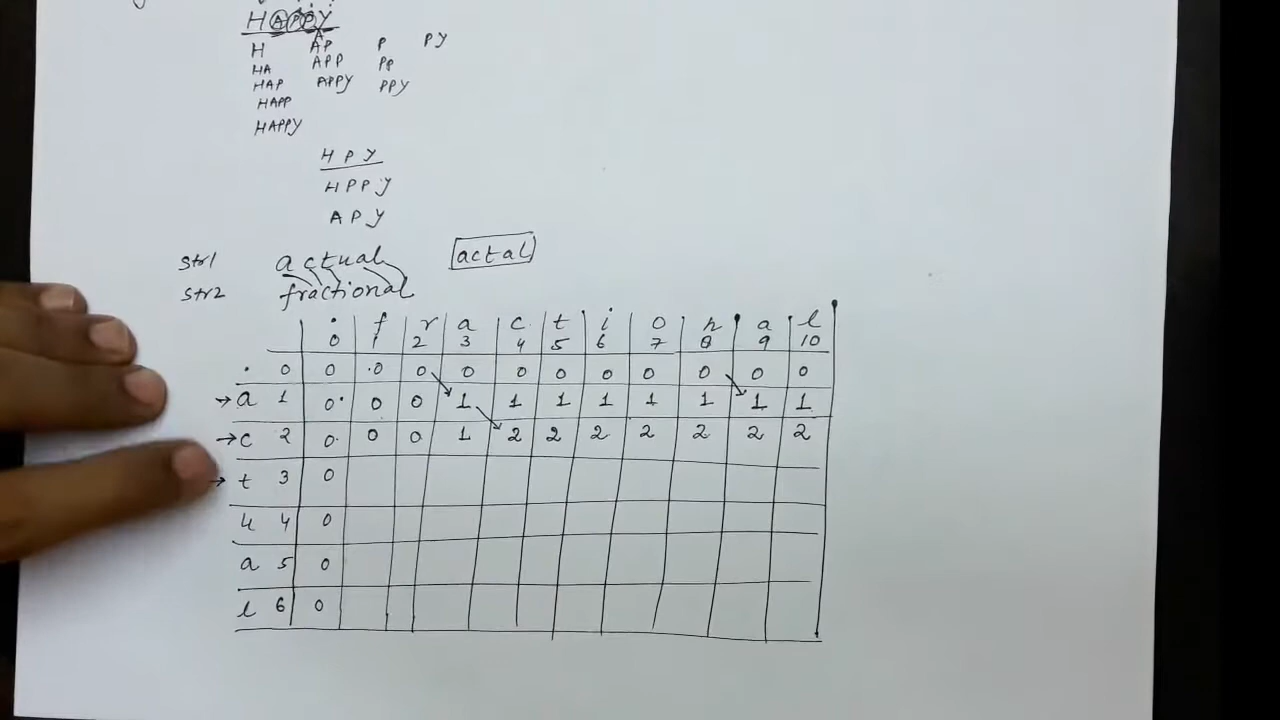 HAPPY
A
H AP P PY
HA APP PP
HAP APPY PPY
HAPP
HAPPY
H P Y
H P P Y
A P Y
str1 actual actal
str2 fractional
. f r a c t i o n a l
0 1 2 3 4 5 6 7 8 9 10
. 0 0 0 0 0 0 0 0 0 0 0 0
→ a 1 0 0 0 1 1 1 1 1 1 1 1
→ c 2 0 0 0 1 2 2 2 2 2 2 2
→ t 3 0
u 4 0
a 5 0
l 6 0